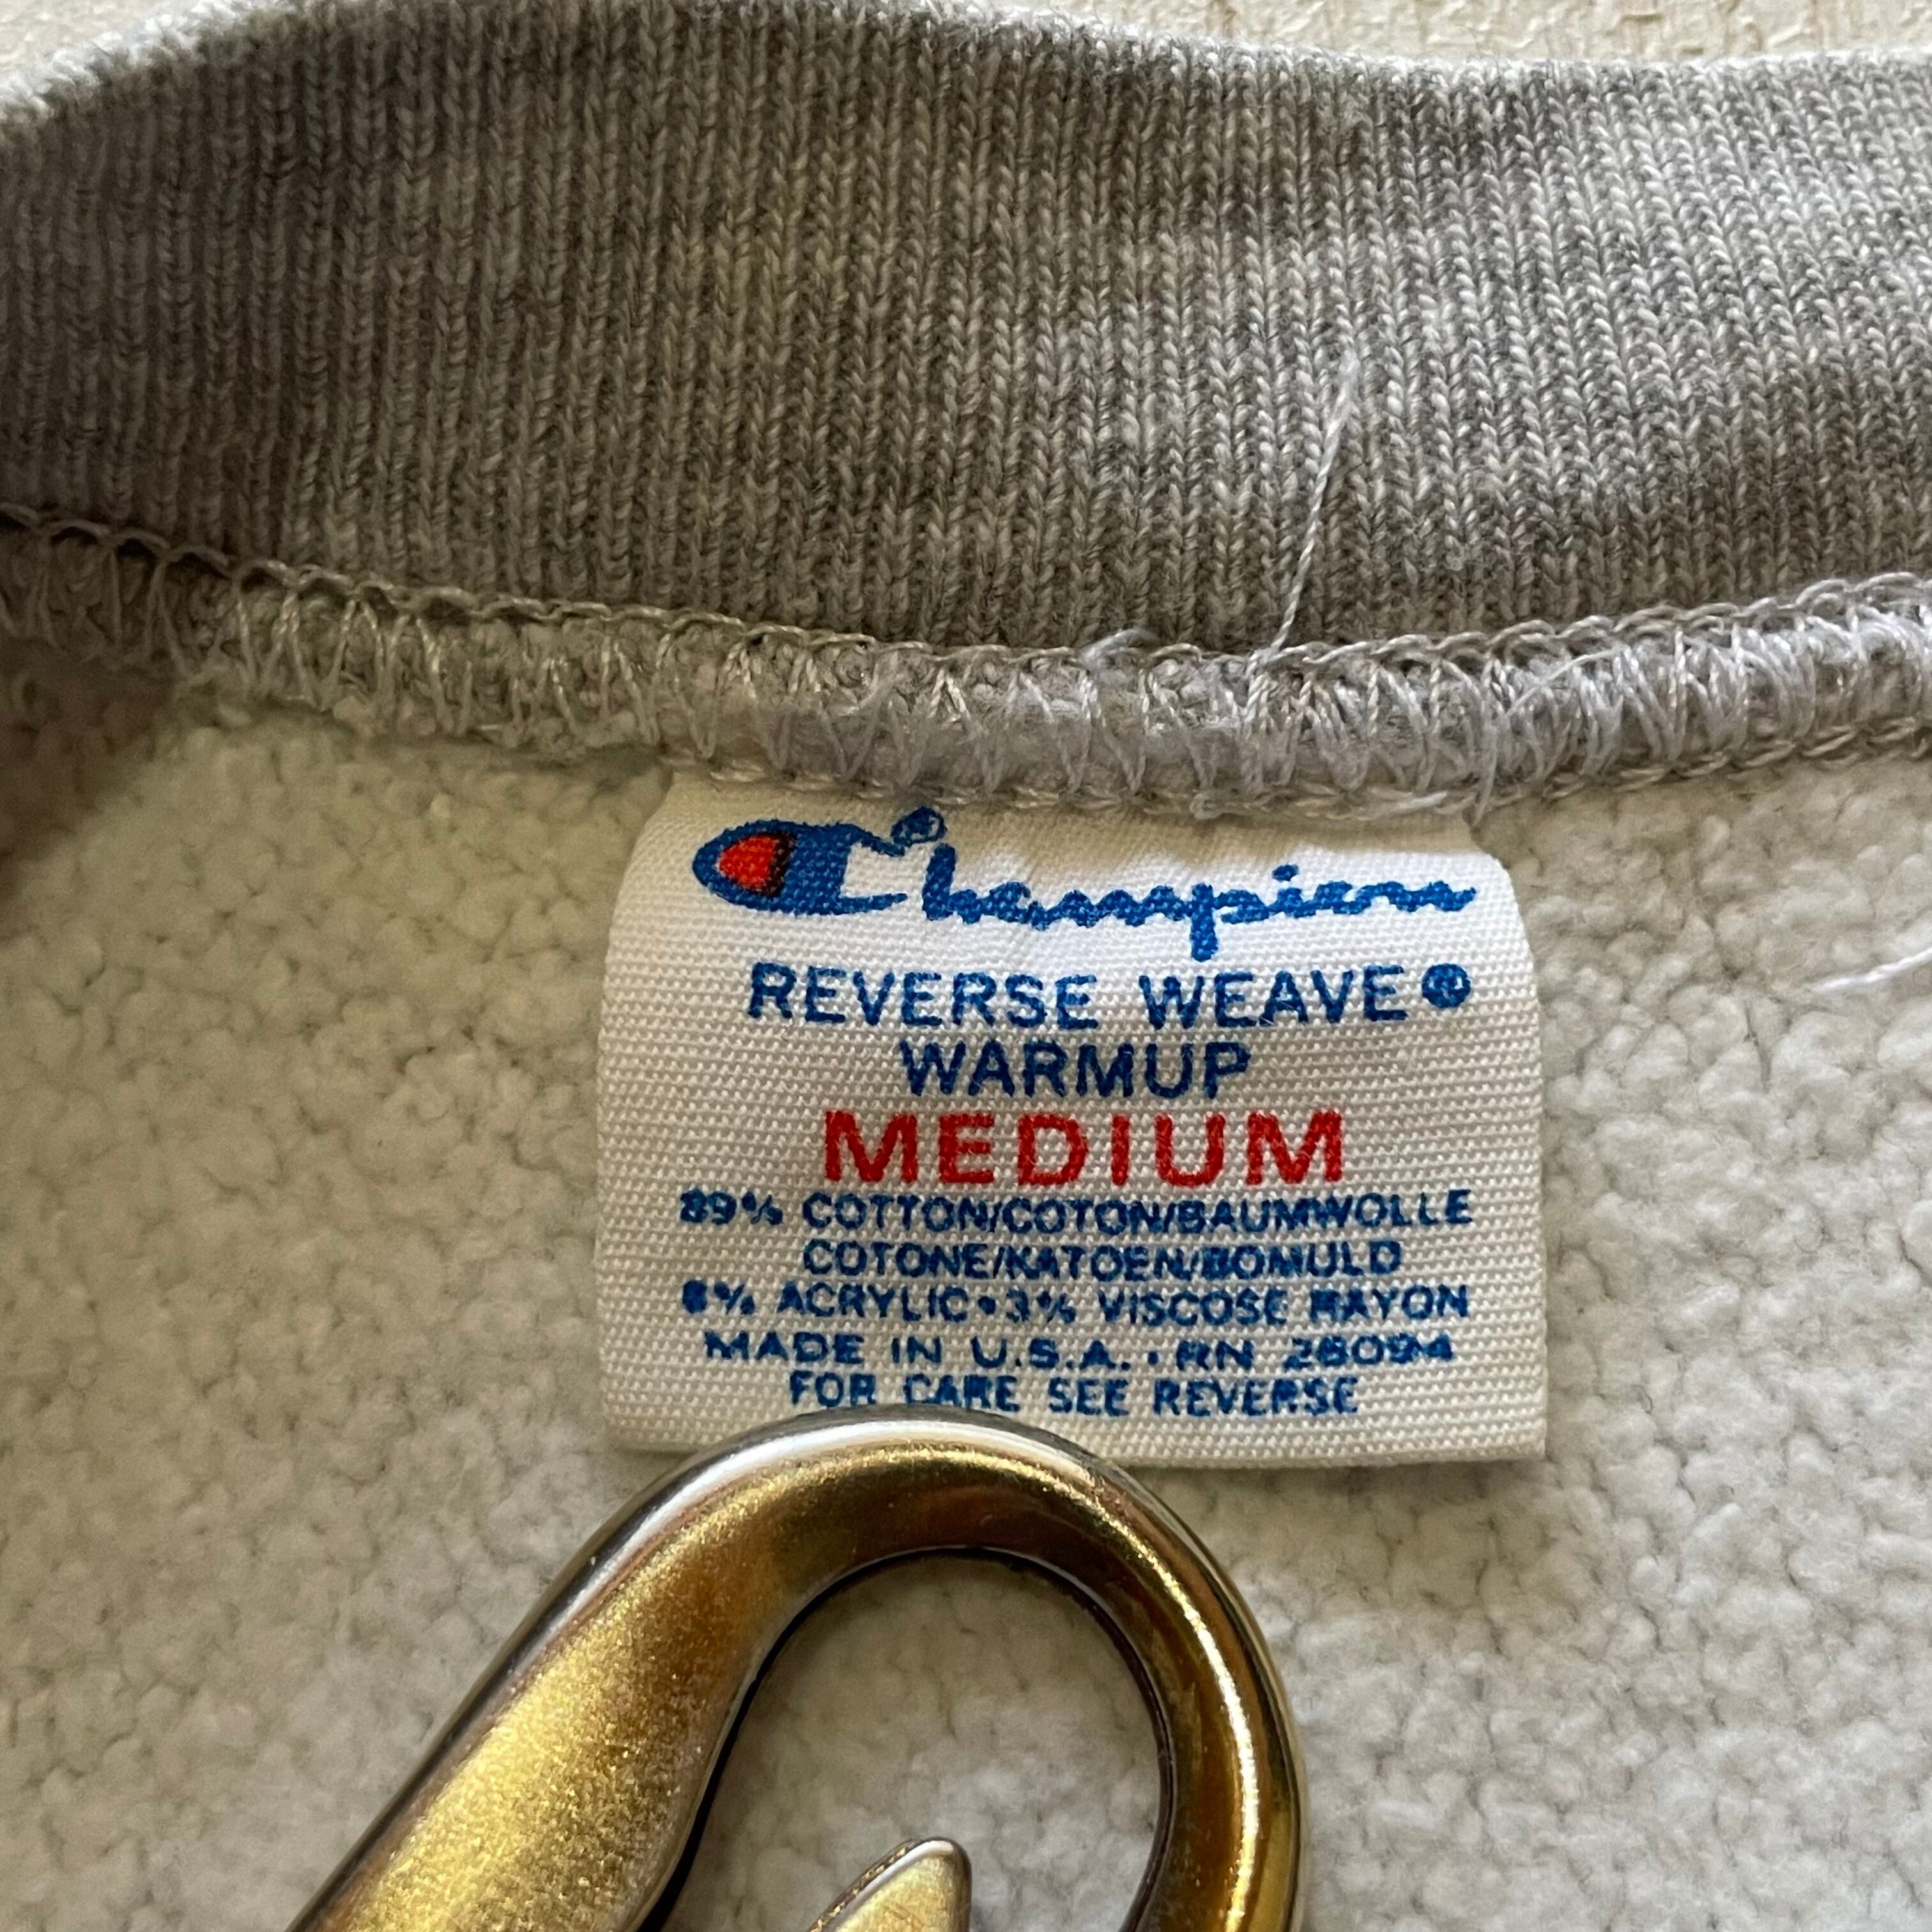 Champion
REVERSE WEAVE®
WARMUP
MEDIUM
89% COTTON/COTON/BAUMWOLLE
COTONE/KATOEN/BOMULD
8% ACRYLIC•3% VISCOSE RAYON
MADE IN U.S.A. • RN 26094
FOR CARE SEE REVERSE